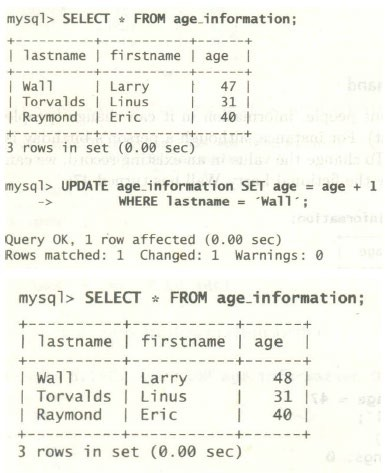 mysql> SELECT * FROM age_information;
+----------+-----------+------+
| lastname | firstname | age |
+----------+-----------+------+
| Wall | Larry | 47 |
| Torvalds | Linus | 31 |
| Raymond | Eric | 40 |
+----------+-----------+------+
3 rows in set (0.00 sec)
mysql> UPDATE age_information SET age = age + 1
-> WHERE lastname = ´Wall´;
Query OK, 1 row affected (0.00 sec)
Rows matched: 1 Changed: 1 Warnings: 0
mysql> SELECT * FROM age_information;
+----------+-----------+------+
| lastname | firstname | age |
+----------+-----------+------+
| Wall | Larry | 48 |
| Torvalds | Linus | 31 |
| Raymond | Eric | 40 |
+----------+-----------+------+
3 rows in set (0.00 sec)